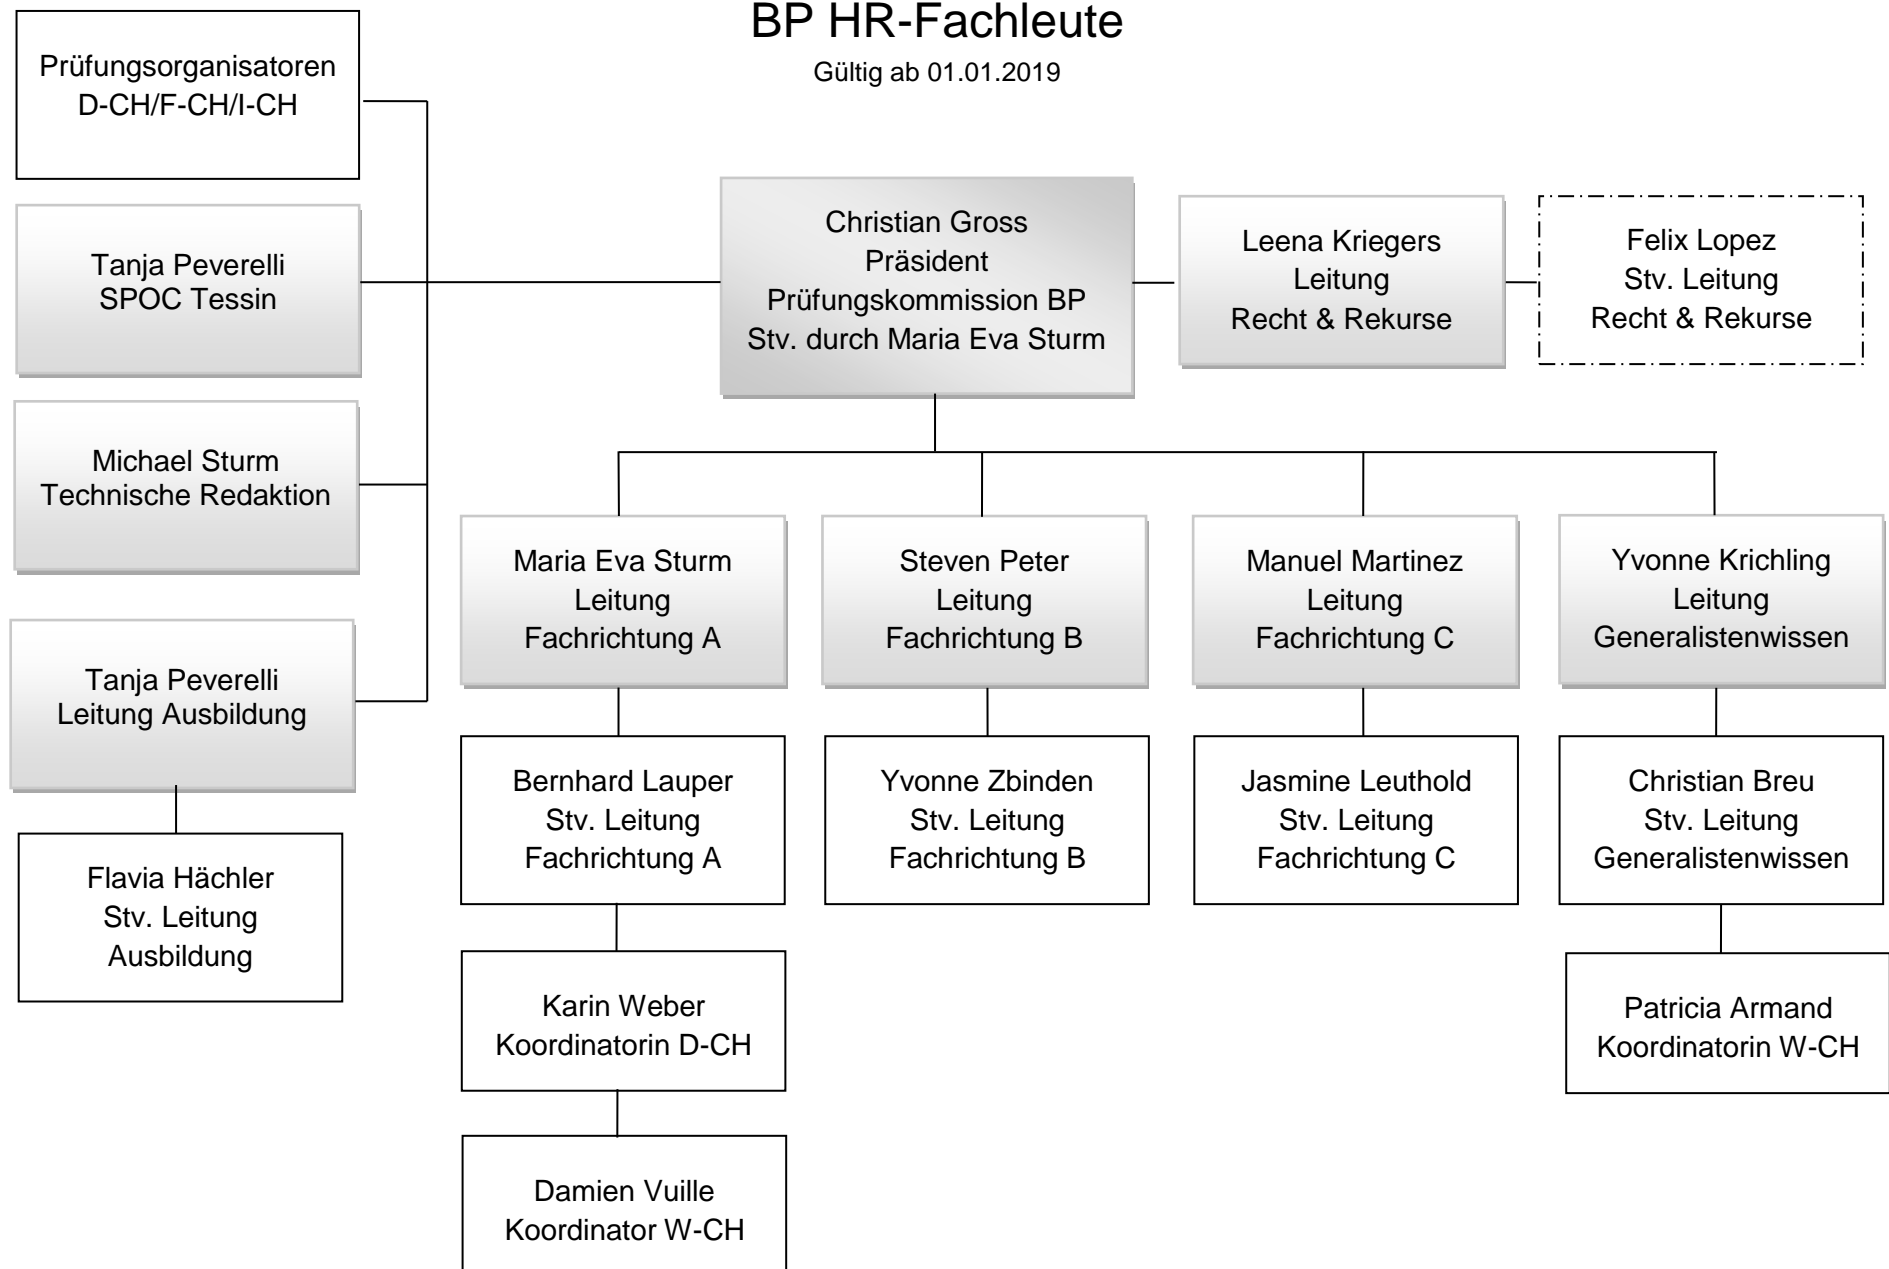 BP HR-Fachleute
Gültig ab 01.01.2019
Prüfungsorganisatoren
D-CH/F-CH/I-CH
Tanja Peverelli
SPOC Tessin
Michael Sturm
Technische Redaktion
Tanja Peverelli
Leitung Ausbildung
Flavia Hächler
Stv. Leitung
Ausbildung
Christian Gross
Präsident
Prüfungskommission BP
Stv. durch Maria Eva Sturm
Leena Kriegers
Leitung
Recht & Rekurse
Felix Lopez
Stv. Leitung
Recht & Rekurse
Maria Eva Sturm
Leitung
Fachrichtung A
Bernhard Lauper
Stv. Leitung
Fachrichtung A
Karin Weber
Koordinatorin D-CH
Damien Vuille
Koordinator W-CH
Steven Peter
Leitung
Fachrichtung B
Yvonne Zbinden
Stv. Leitung
Fachrichtung B
Manuel Martinez
Leitung
Fachrichtung C
Jasmine Leuthold
Stv. Leitung
Fachrichtung C
Yvonne Krichling
Leitung
Generalistenwissen
Christian Breu
Stv. Leitung
Generalistenwissen
Patricia Armand
Koordinatorin W-CH